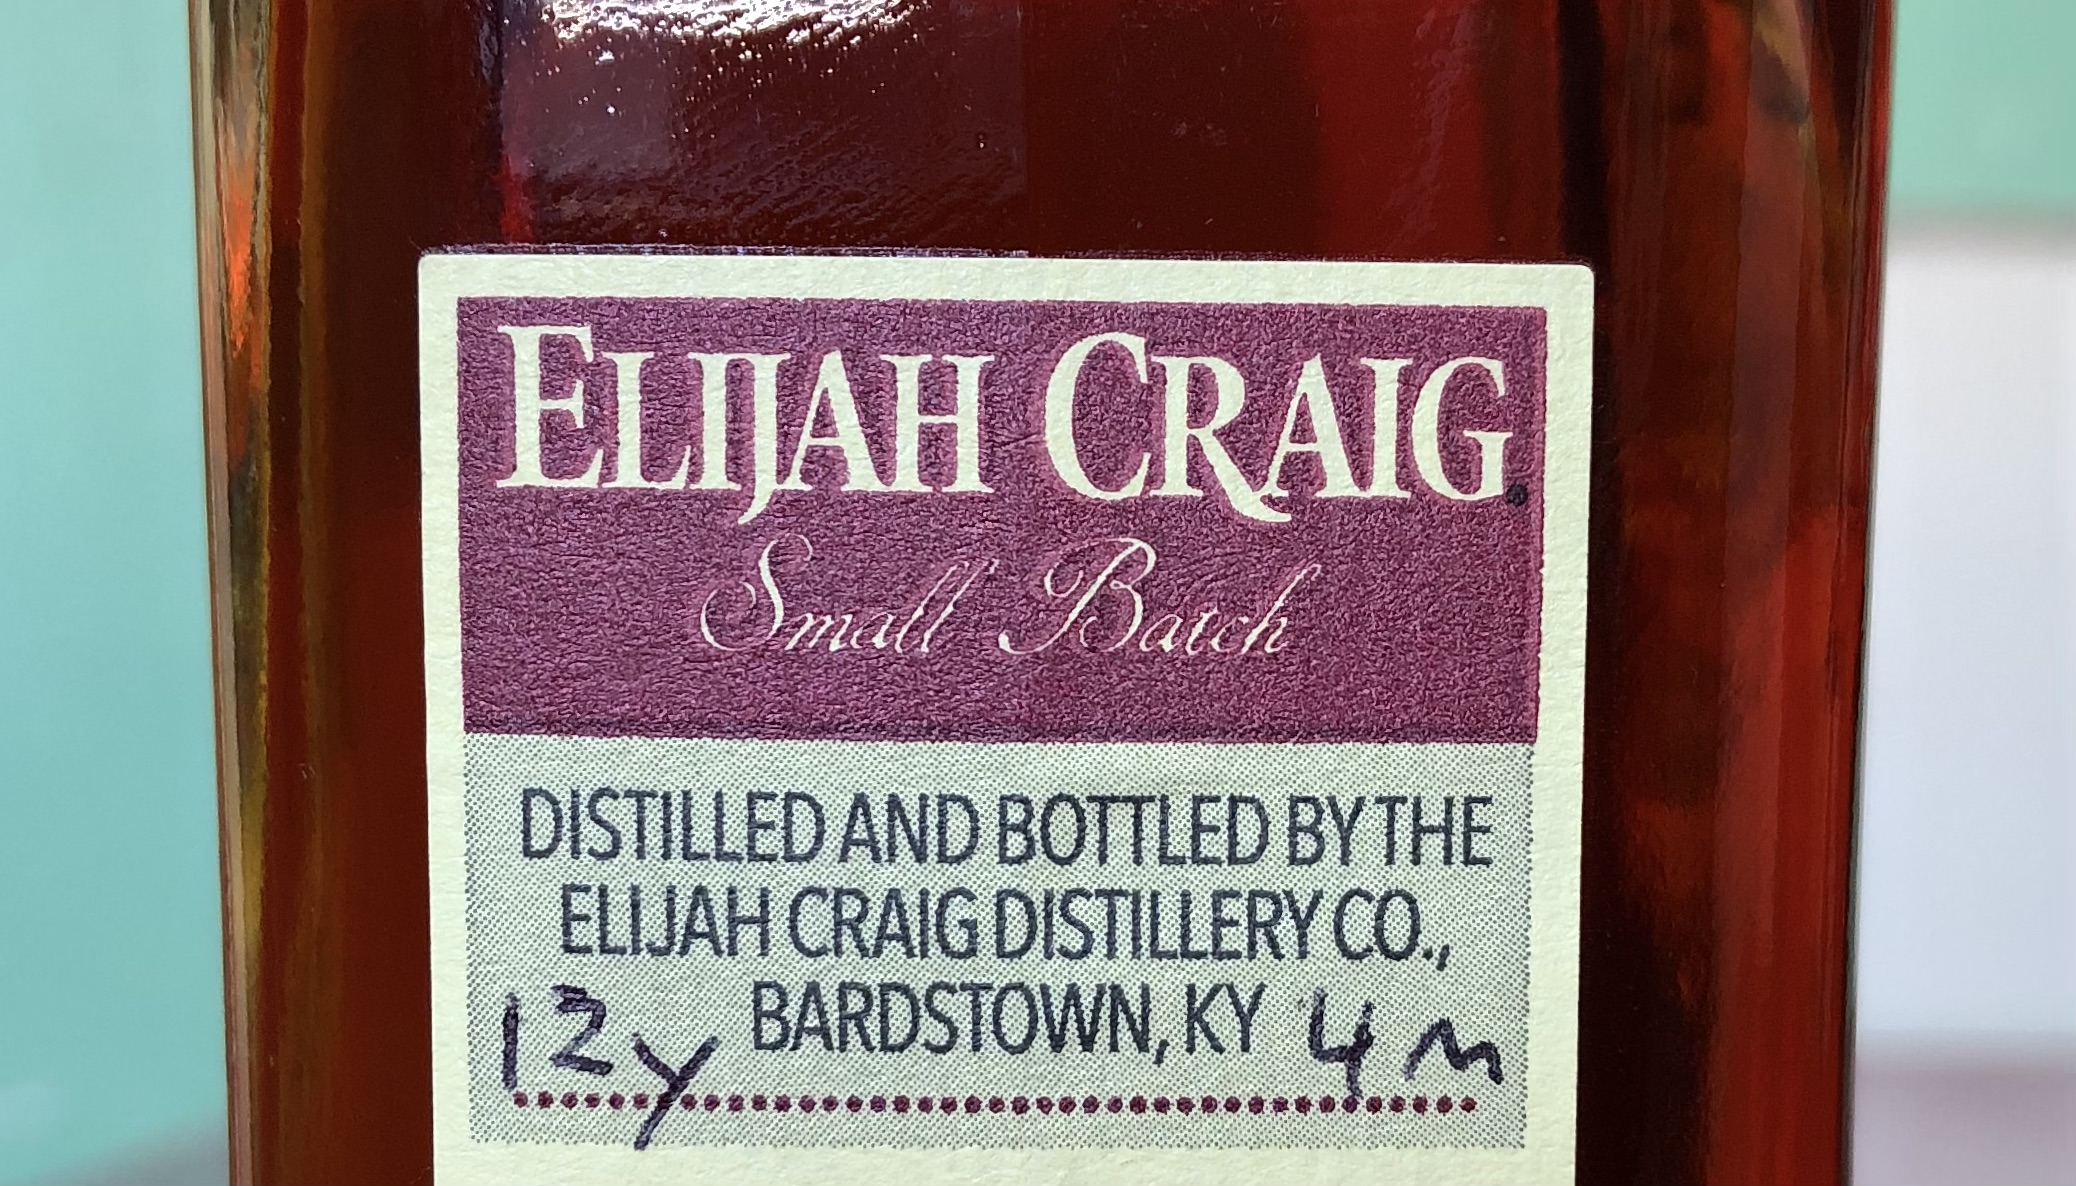 ELIJAH CRAIG®
Small Batch
DISTILLED AND BOTTLED BY THE
ELIJAH CRAIG DISTILLERY CO.,
12y BARDSTOWN, KY 4m